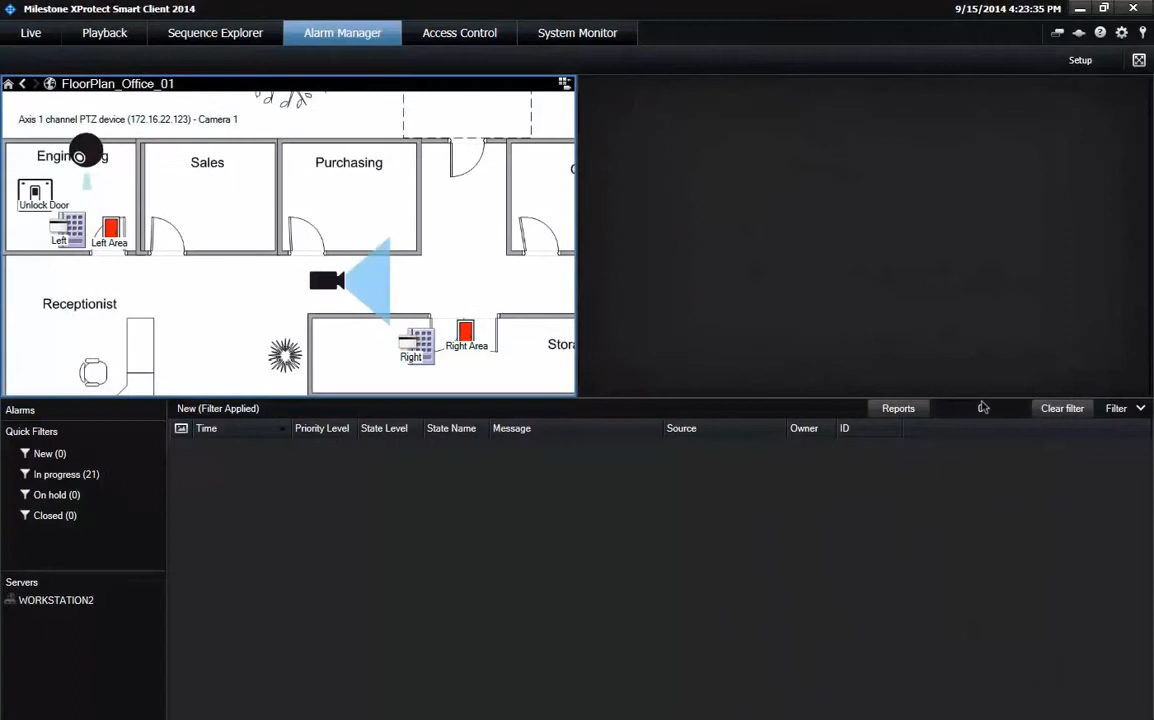 Milestone XProtect Smart Client 2014
9/15/2014 4:23:35 PM
Live
Playback
Sequence Explorer
Alarm Manager
Access Control
System Monitor
Setup
FloorPlan_Office_01
Axis 1 channel PTZ device (172.16.22.123) - Camera 1
Sales
Purchasing
Unlock Door
Left
Left Area
Receptionist
Right
Right Area
Alarms
New (Filter Applied)
Reports
Clear filter
Filter
Quick Filters
Time
Priority Level
State Level
State Name
Message
Source
Owner
ID
New (0)
In progress (21)
On hold (0)
Closed (0)
Servers
WORKSTATION2